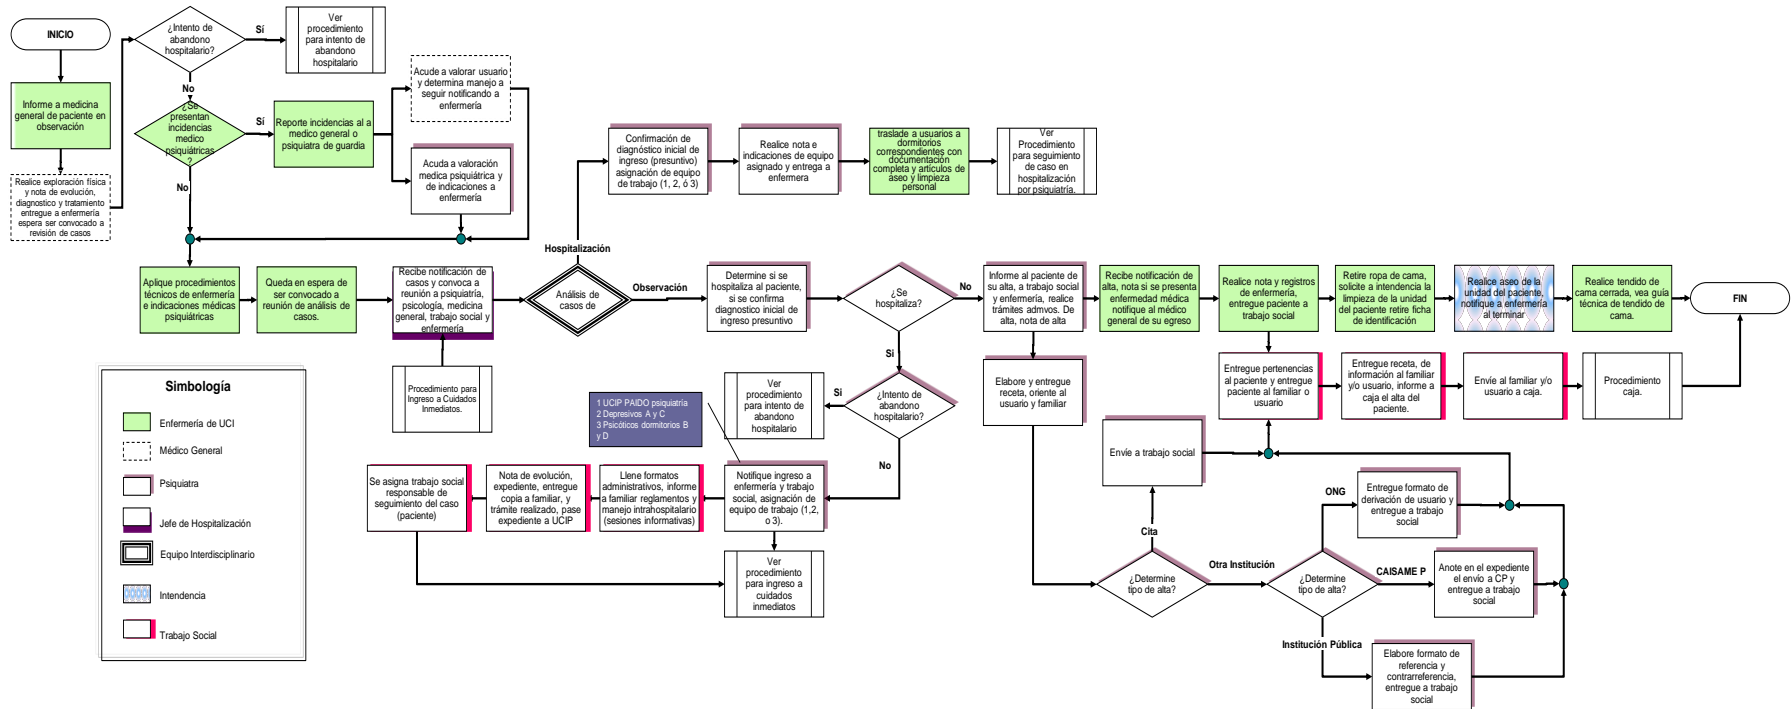 INICIO
Informe a medicina
general de paciente en
observación
Realice exploración física
y nota de evolución,
diagnostico y tratamiento
entregue a enfermería
espera ser convocado a
revisión de casos
¿Intento de
abandono
hospitalario?
Sí
Ver
procedimiento
para intento de
abandono
hospitalario
No
¿Se
presentan
incidencias
medico
psiquiátricas
?
Sí
Reporte incidencias al a
medico general o
psiquiatra de guardia
Acude a valorar usuario
y determina manejo a
seguir notificando a
enfermería
Acuda a valoración
medica psiquiátrica y
de indicaciones a
enfermería
No
Aplique procedimientos
técnicos de enfermería
e indicaciones médicas
psiquiátricas
Queda en espera de
ser convocado a
reunión de análisis de
casos.
Recibe notificación de
casos y convoca a
reunión a psiquiatría,
psicología, medicina
general, trabajo social y
enfermería
Procedimiento para
Ingreso a Cuidados
Inmediatos.
Análisis de
casos de
Hospitalización
Observación
Confirmación de
diagnóstico inicial de
ingreso (presuntivo)
asignación de equipo
de trabajo (1, 2, ó 3)
Realice nota e
indicaciones de equipo
asignado y entrega a
enfermera
traslade a usuarios a
dormitorios
correspondientes con
documentación
completa y artículos de
aseo y limpieza
personal
Ver
Procedimiento
para seguimiento
de caso en
hospitalización
por psiquiatría.
Determine si se
hospitaliza al paciente,
si se confirma
diagnostico inicial de
ingreso presuntivo
¿Se
hospitaliza?
No
Si
Informe al paciente de
su alta, a trabajo social
y enfermería, realice
trámites admvos. De
alta, nota de alta
Recibe notificación de
alta, nota si se presenta
enfermedad médica
notifique al médico
general de su egreso
Realice nota y registros
de enfermería,
entregue paciente a
trabajo social
Retire ropa de cama,
solicite a intendencia la
limpieza de la unidad
del paciente retire ficha
de identificación
Realice aseo de la
unidad del paciente,
notifique a enfermería
al terminar
Realice tendido de
cama cerrada, vea guía
técnica de tendido de
cama.
FIN
¿Intento de
abandono
hospitalario?
Si
Ver
procedimiento
para intento de
abandono
hospitalario
No
1 UCIP PAIDO psiquiatría
2 Depresivos A y C
3 Psicóticos dormitorios B
y D
Notifique ingreso a
enfermería y trabajo
social, asignación de
equipo de trabajo (1,2,
o 3).
Llene formatos
administrativos, informe
a familiar reglamentos y
manejo intrahospitalario
(sesiones informativas)
Nota de evolución,
expediente, entregue
copia a familiar, y
trámite realizado, pase
expediente a UCIP
Se asigna trabajo social
responsable de
seguimiento del caso
(paciente)
Ver
procedimiento
para ingreso a
cuidados
inmediatos
Elabore y entregue
receta, oriente al
usuario y familiar
Entregue pertenencias
al paciente y entregue
paciente al familiar o
usuario
Entregue receta, de
información al familiar
y/o usuario, informe a
caja el alta del
paciente.
Envíe al familiar y/o
usuario a caja.
Procedimiento
caja.
Envíe a trabajo social
Cita
¿Determine
tipo de alta?
Otra Institución
¿Determine
tipo de alta?
ONG
Entregue formato de
derivación de usuario y
entregue a trabajo
social
CAISAME P
Anote en el expediente
el envío a CP y
entregue a trabajo
social
Institución Pública
Elabore formato de
referencia y
contrarreferencia,
entregue a trabajo
social
Simbología
Enfermería de UCI
Médico General
Psiquiatra
Jefe de Hospitalización
Equipo Interdisciplinario
Intendencia
Trabajo Social